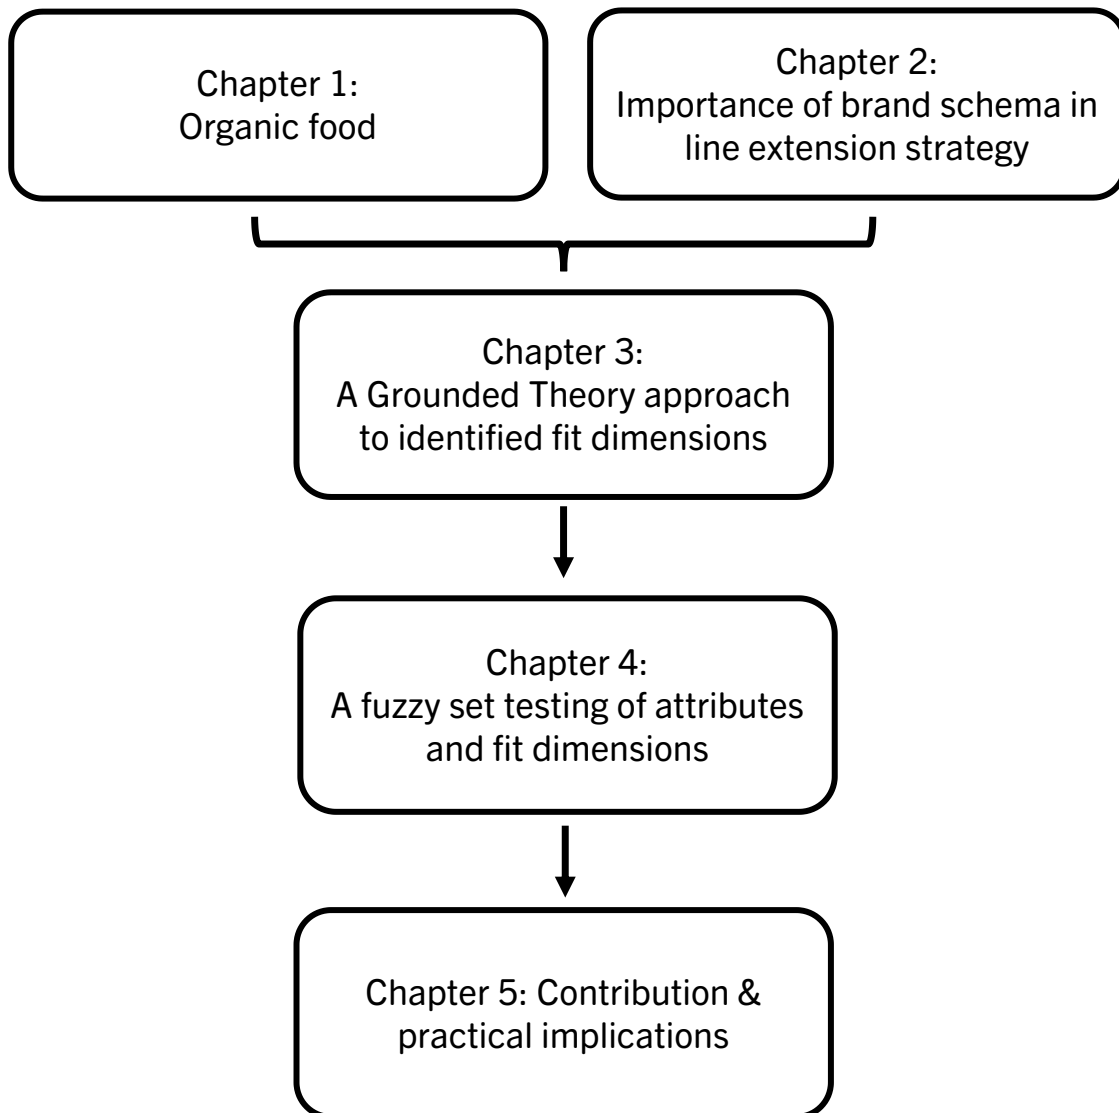 Chapter 1:
Organic food
Chapter 2:
Importance of brand schema in
line extension strategy
Chapter 3:
A Grounded Theory approach
to identified fit dimensions
Chapter 4:
A fuzzy set testing of attributes
and fit dimensions
Chapter 5: Contribution &
practical implications